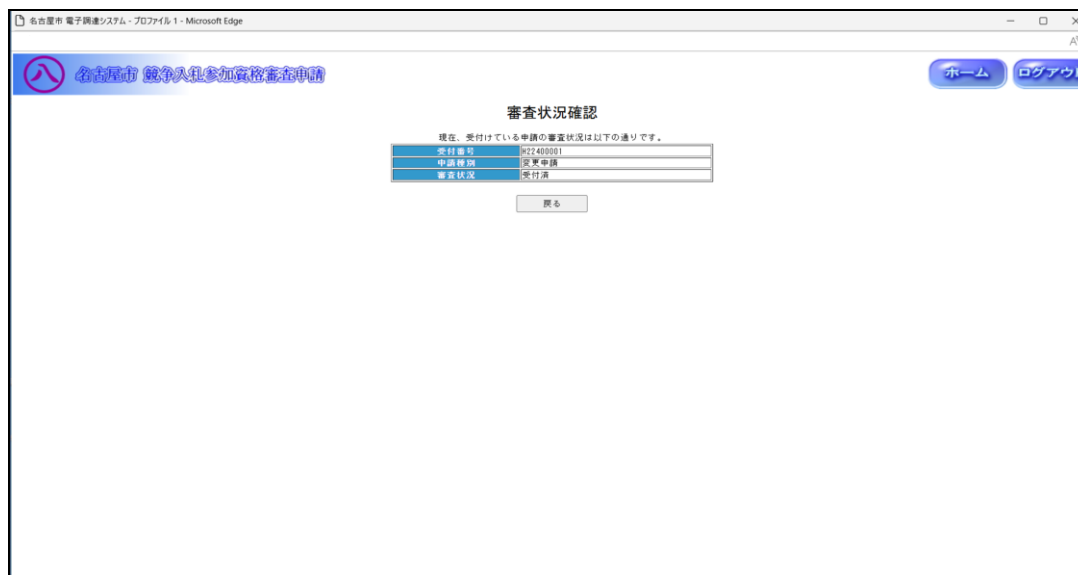 名古屋市 電子調達システム - プロファイル 1 - Microsoft Edge
八
名古屋市 競争入札参加資格審査申請
ホーム
ログアウト
審査状況確認
現在、受付けている申請の審査状況は以下の通りです。
受付番号 H22400001
申請種別 変更申請
審査状況 受付済
戻る